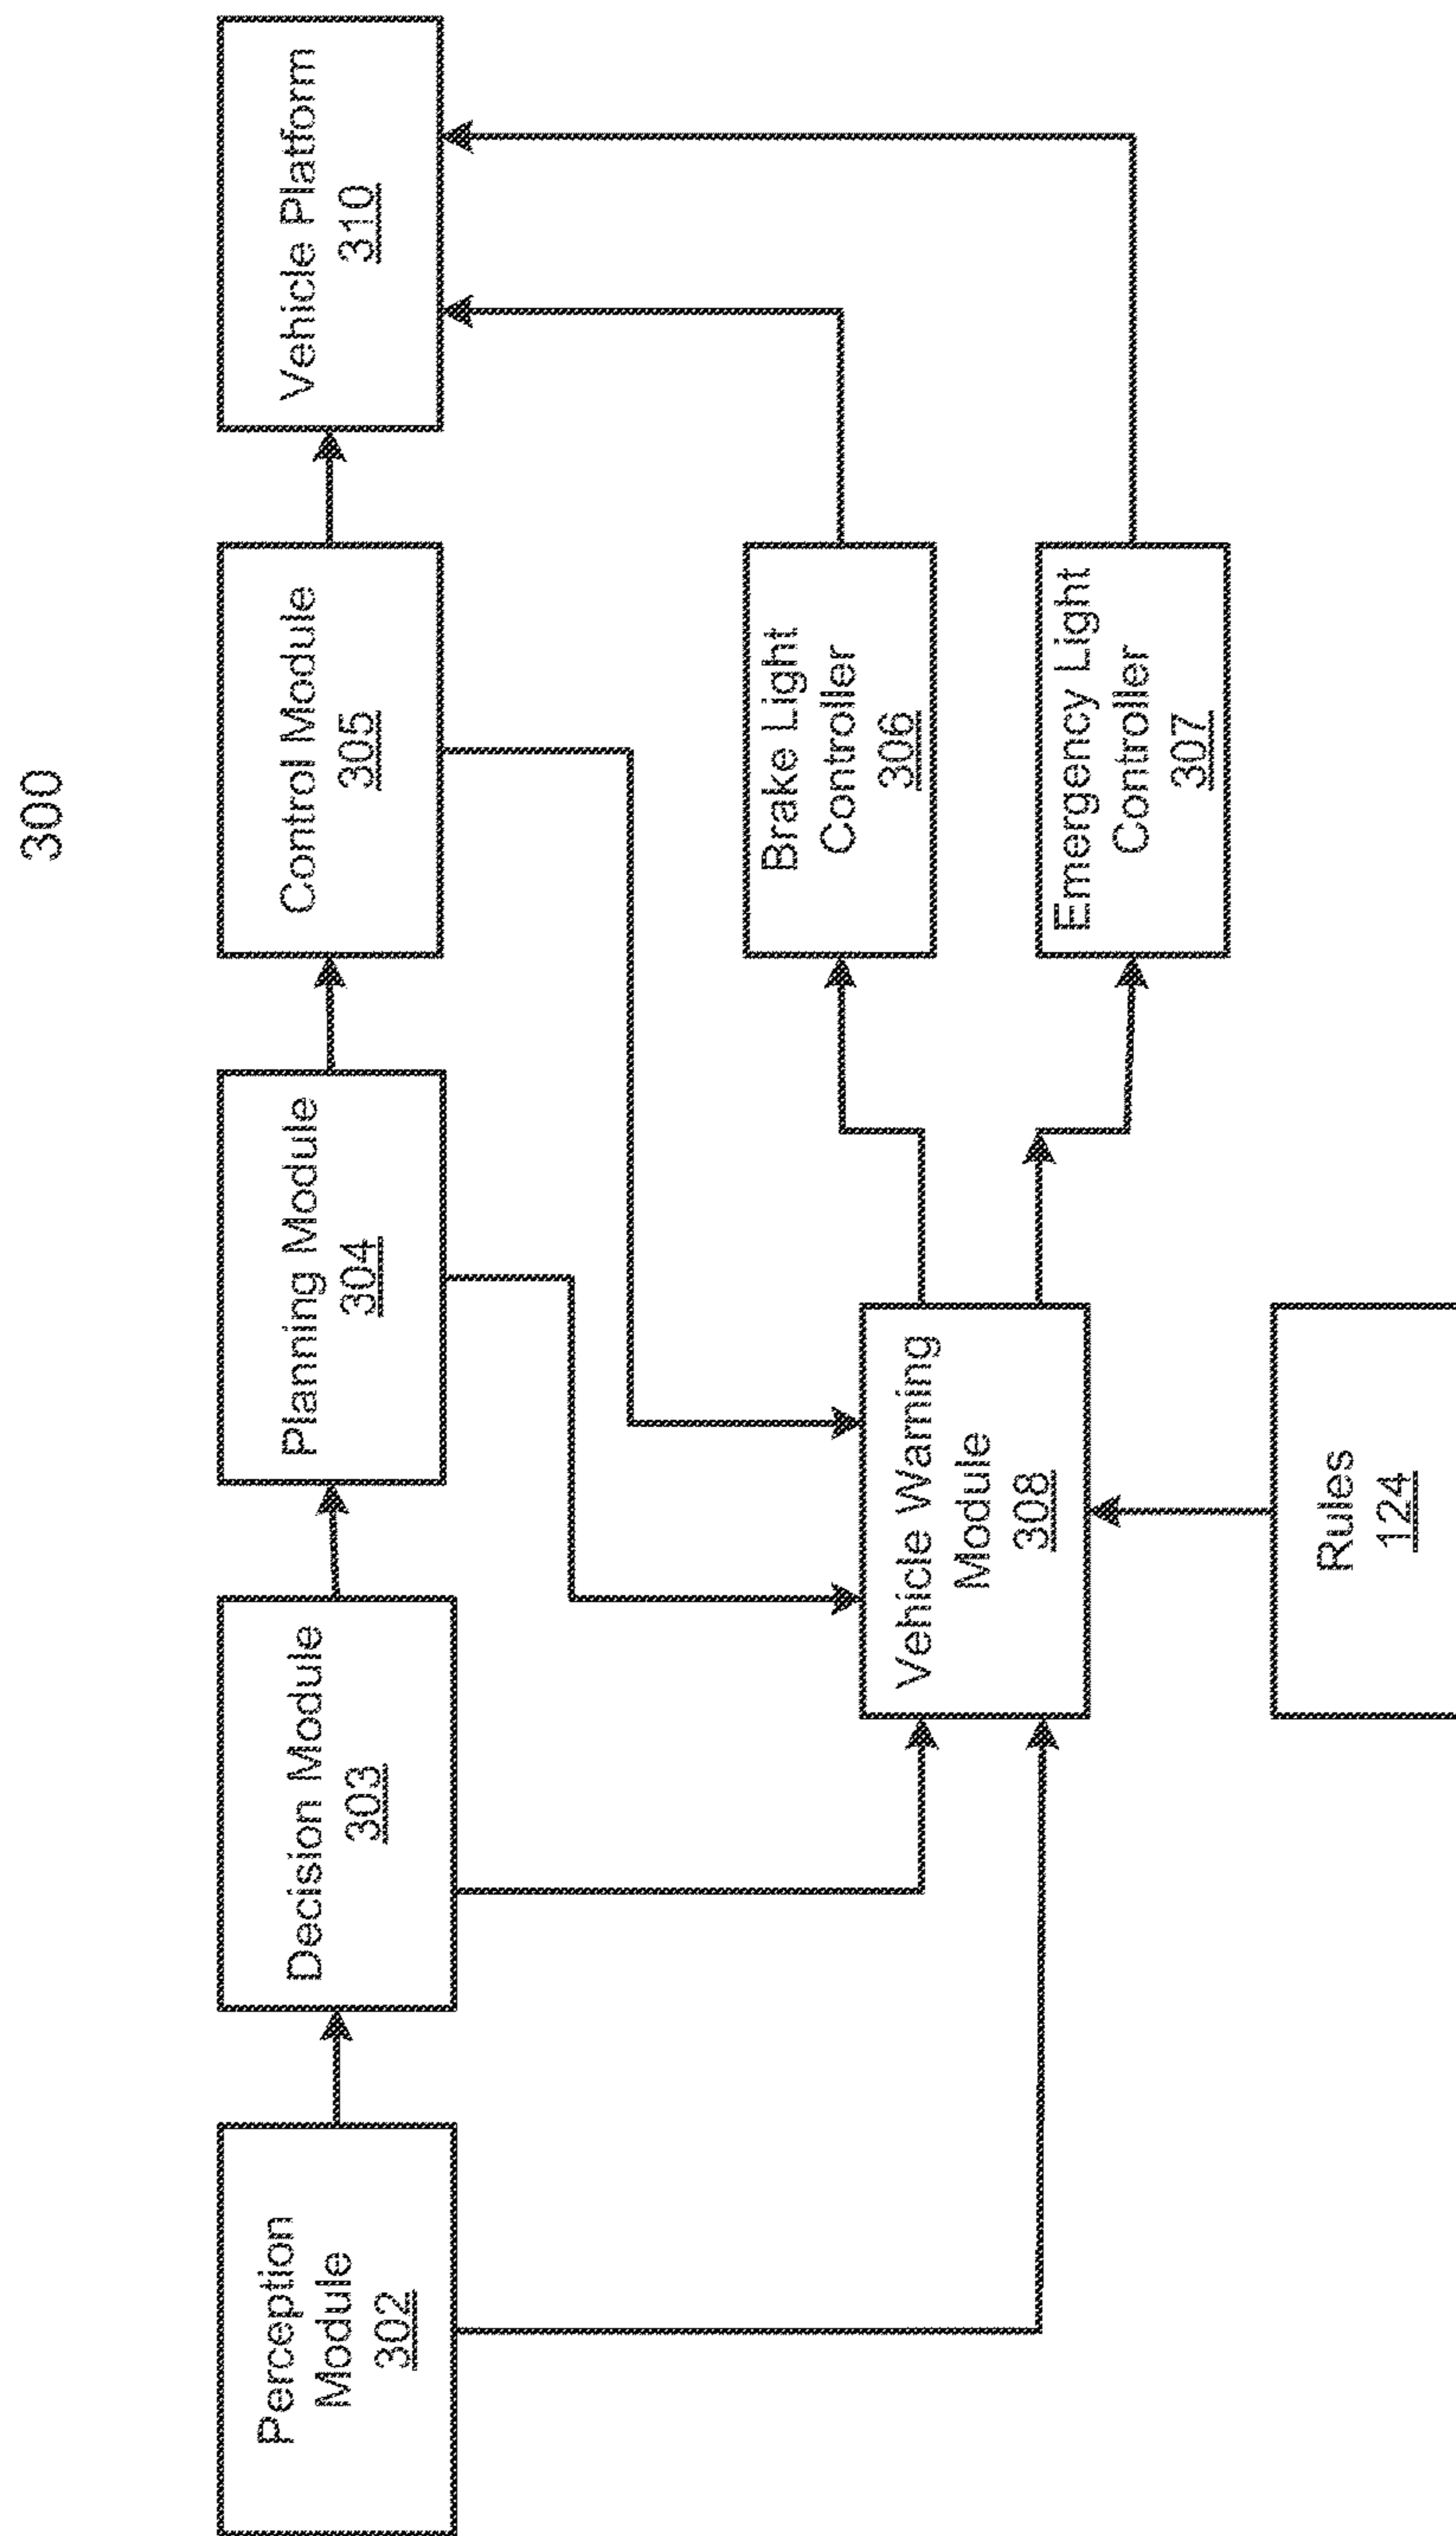 300
Perception
Module
302
Decision Module
303
Planning Module
304
Control Module
305
Vehicle Platform
310
Brake Light
Controller
306
Vehicle Warning
Module
308
Emergency Light
Controller
307
Rules
124